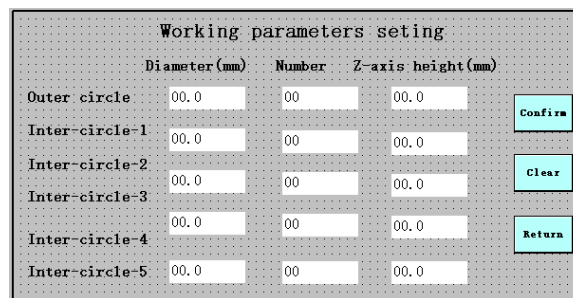 Working parameters seting
Diameter(mm) Number Z-axis height(mm)
Outer circle 00.0 00 00.0
Confirm
Inter-circle-1 00.0 00 00.0
Inter-circle-2 00.0 00 00.0
Clear
Inter-circle-3
Inter-circle-4 00.0 00 00.0
Return
Inter-circle-5 00.0 00 00.0